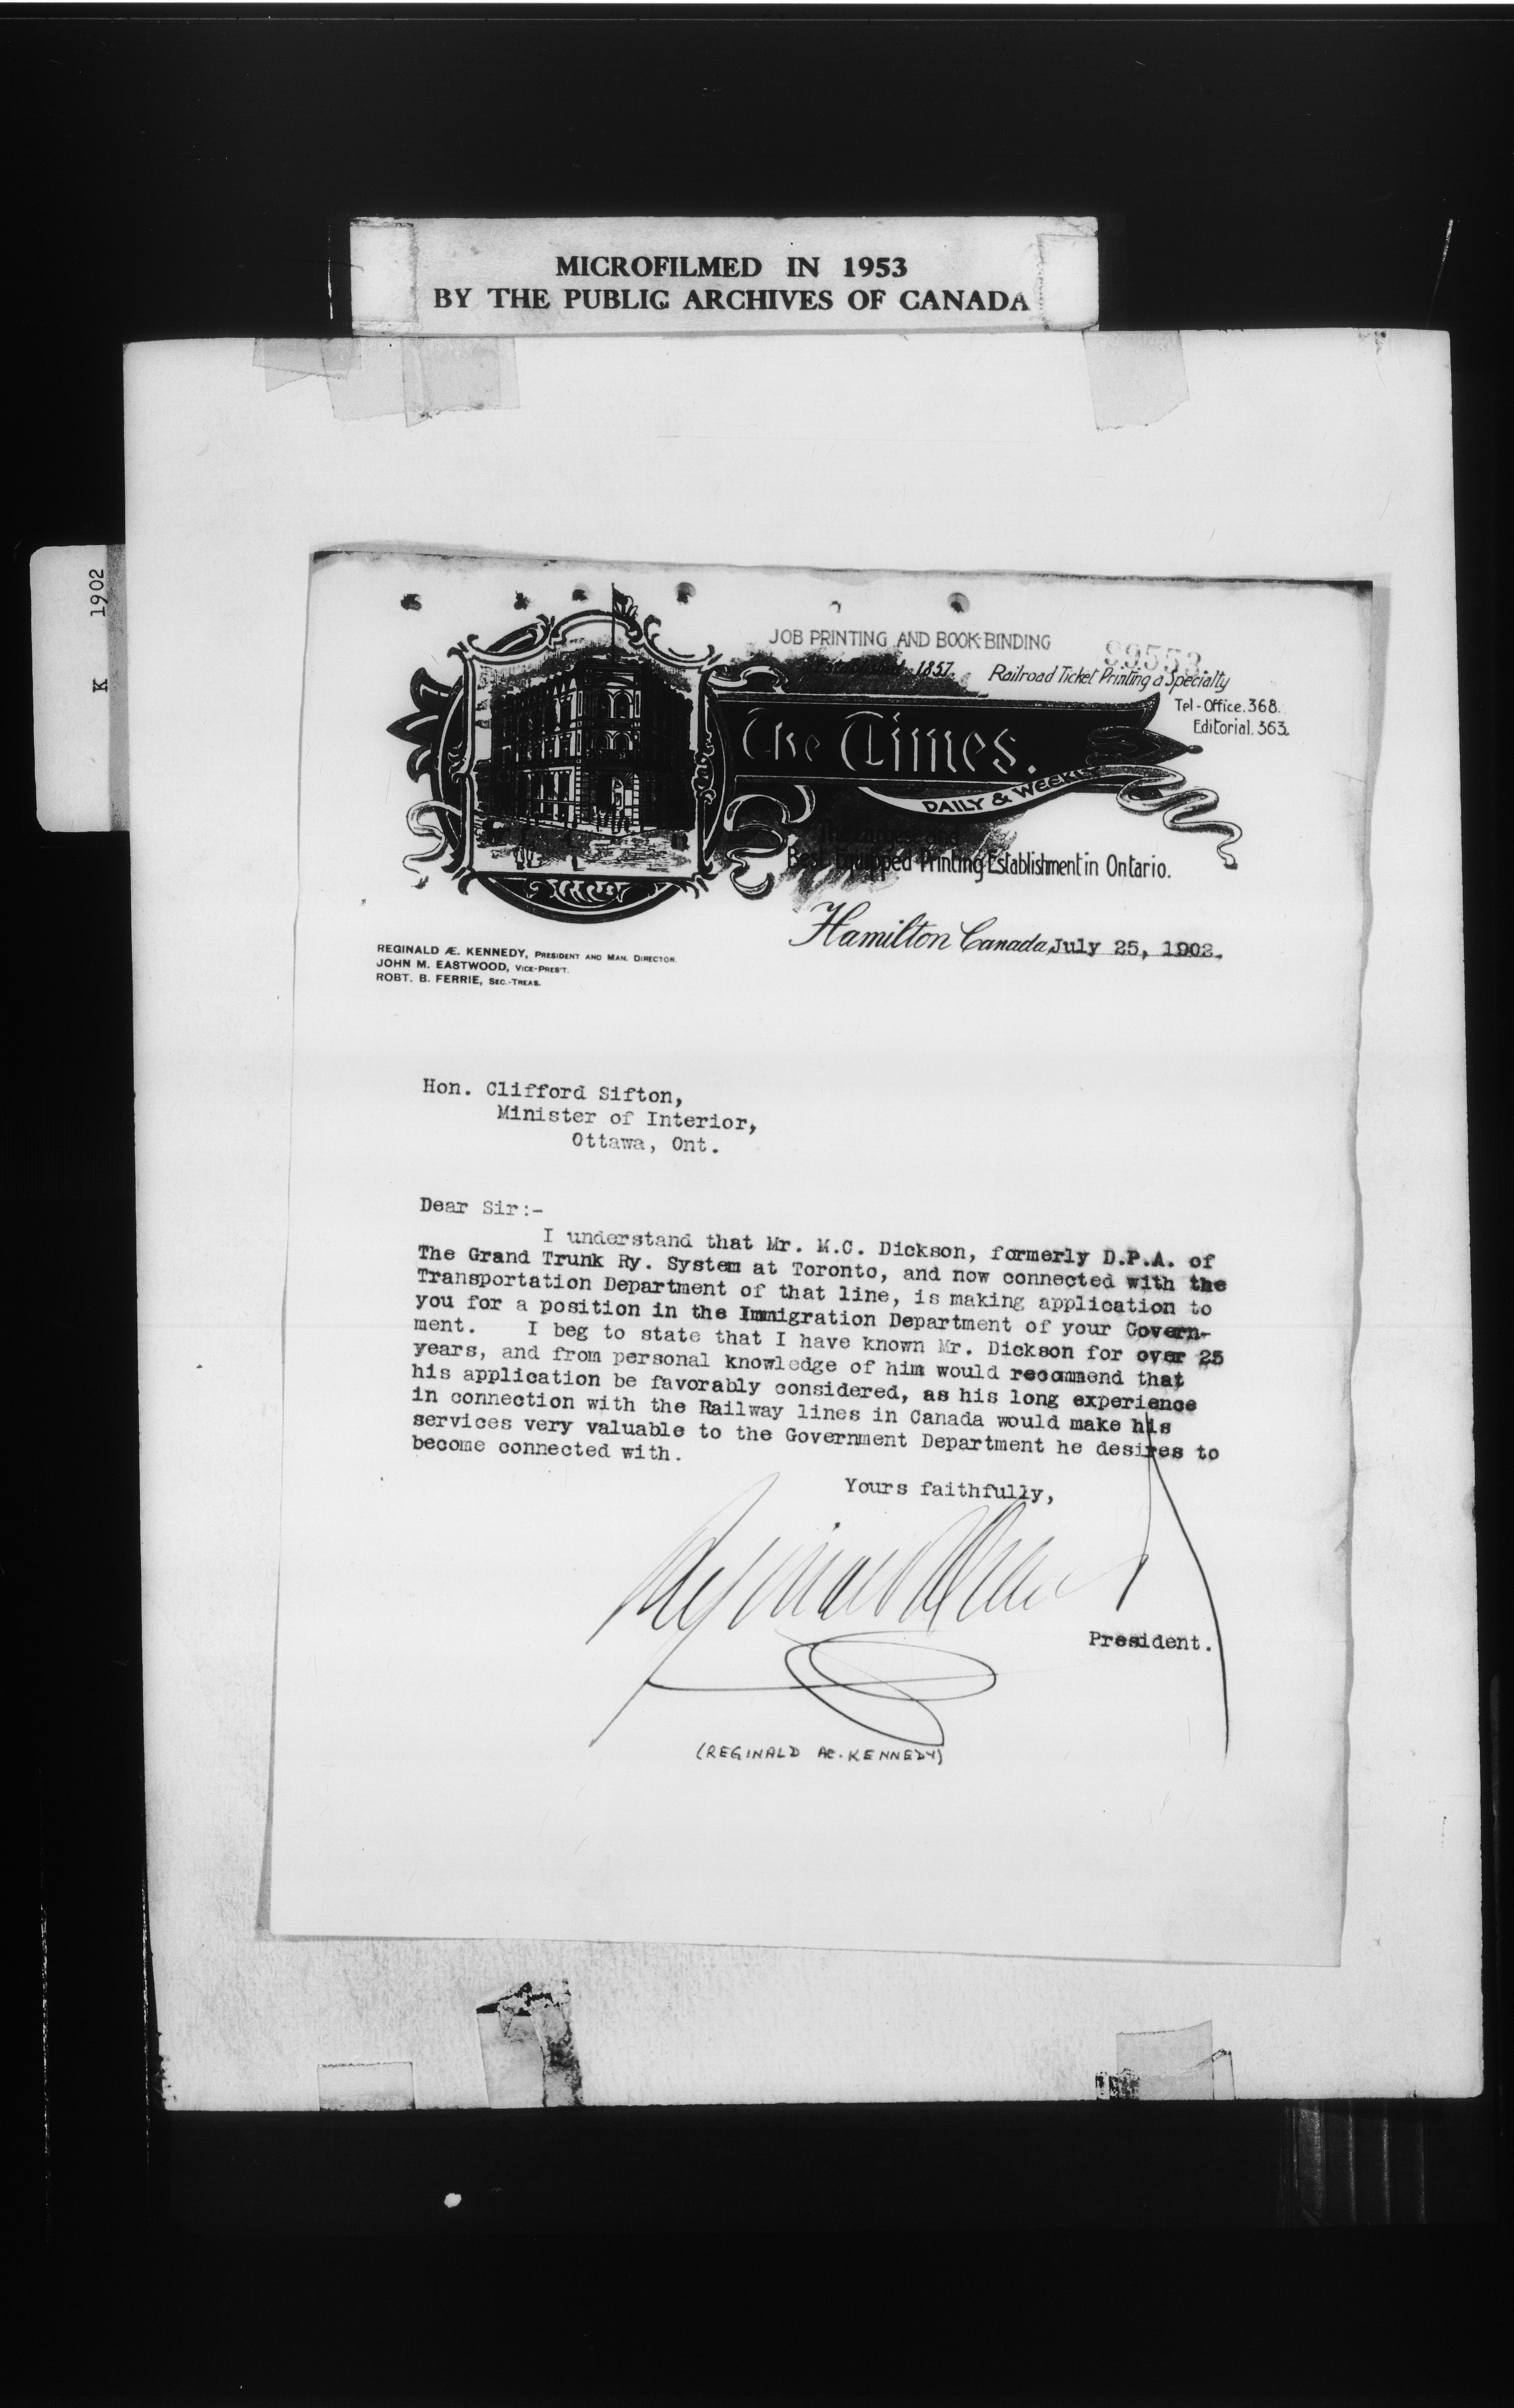 MICROFILMED IN 1953
BY THE PUBLIC ARCHIVES OF CANADA
K 1902
JOB PRINTING AND BOOK-BINDING
99553
Established 1857. Railroad Ticket Printing a Specialty
Tel-Office. 368.
Editorial. 363.
The Times.
DAILY & WEEKLY
The Largest and
Best Equipped Printing Establishment in Ontario.
Hamilton Canada July 25, 1902.
REGINALD Æ. KENNEDY, PRESIDENT AND MAN. DIRECTOR.
JOHN M. EASTWOOD, VICE-PRES'T.
ROBT. B. FERRIE, SEC.-TREAS.
Hon. Clifford Sifton,
Minister of Interior,
Ottawa, Ont.
Dear Sir:-
I understand that Mr. M.C. Dickson, formerly D.P.A. of
The Grand Trunk Ry. System at Toronto, and now connected with the
Transportation Department of that line, is making application to
you for a position in the Immigration Department of your Govern-
ment. I beg to state that I have known Mr. Dickson for over 25
years, and from personal knowledge of him would recommend that
his application be favorably considered, as his long experience
in connection with the Railway lines in Canada would make his
services very valuable to the Government Department he desires to
become connected with.
Yours faithfully,
President.
(REGINALD AE. KENNEDY)